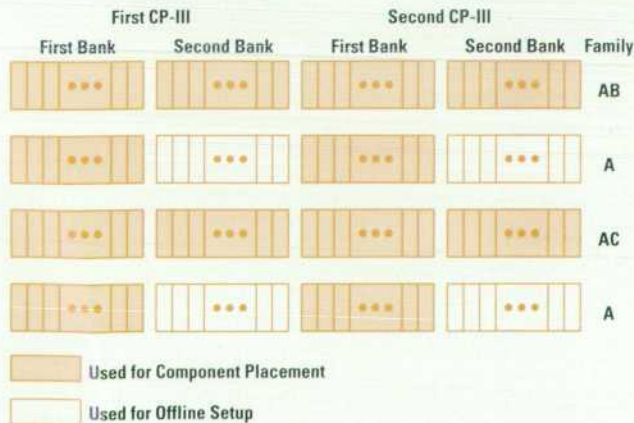 First CP-III Second CP-III
First Bank Second Bank First Bank Second Bank Family
AB
A
AC
A
Used for Component Placement
Used for Offline Setup